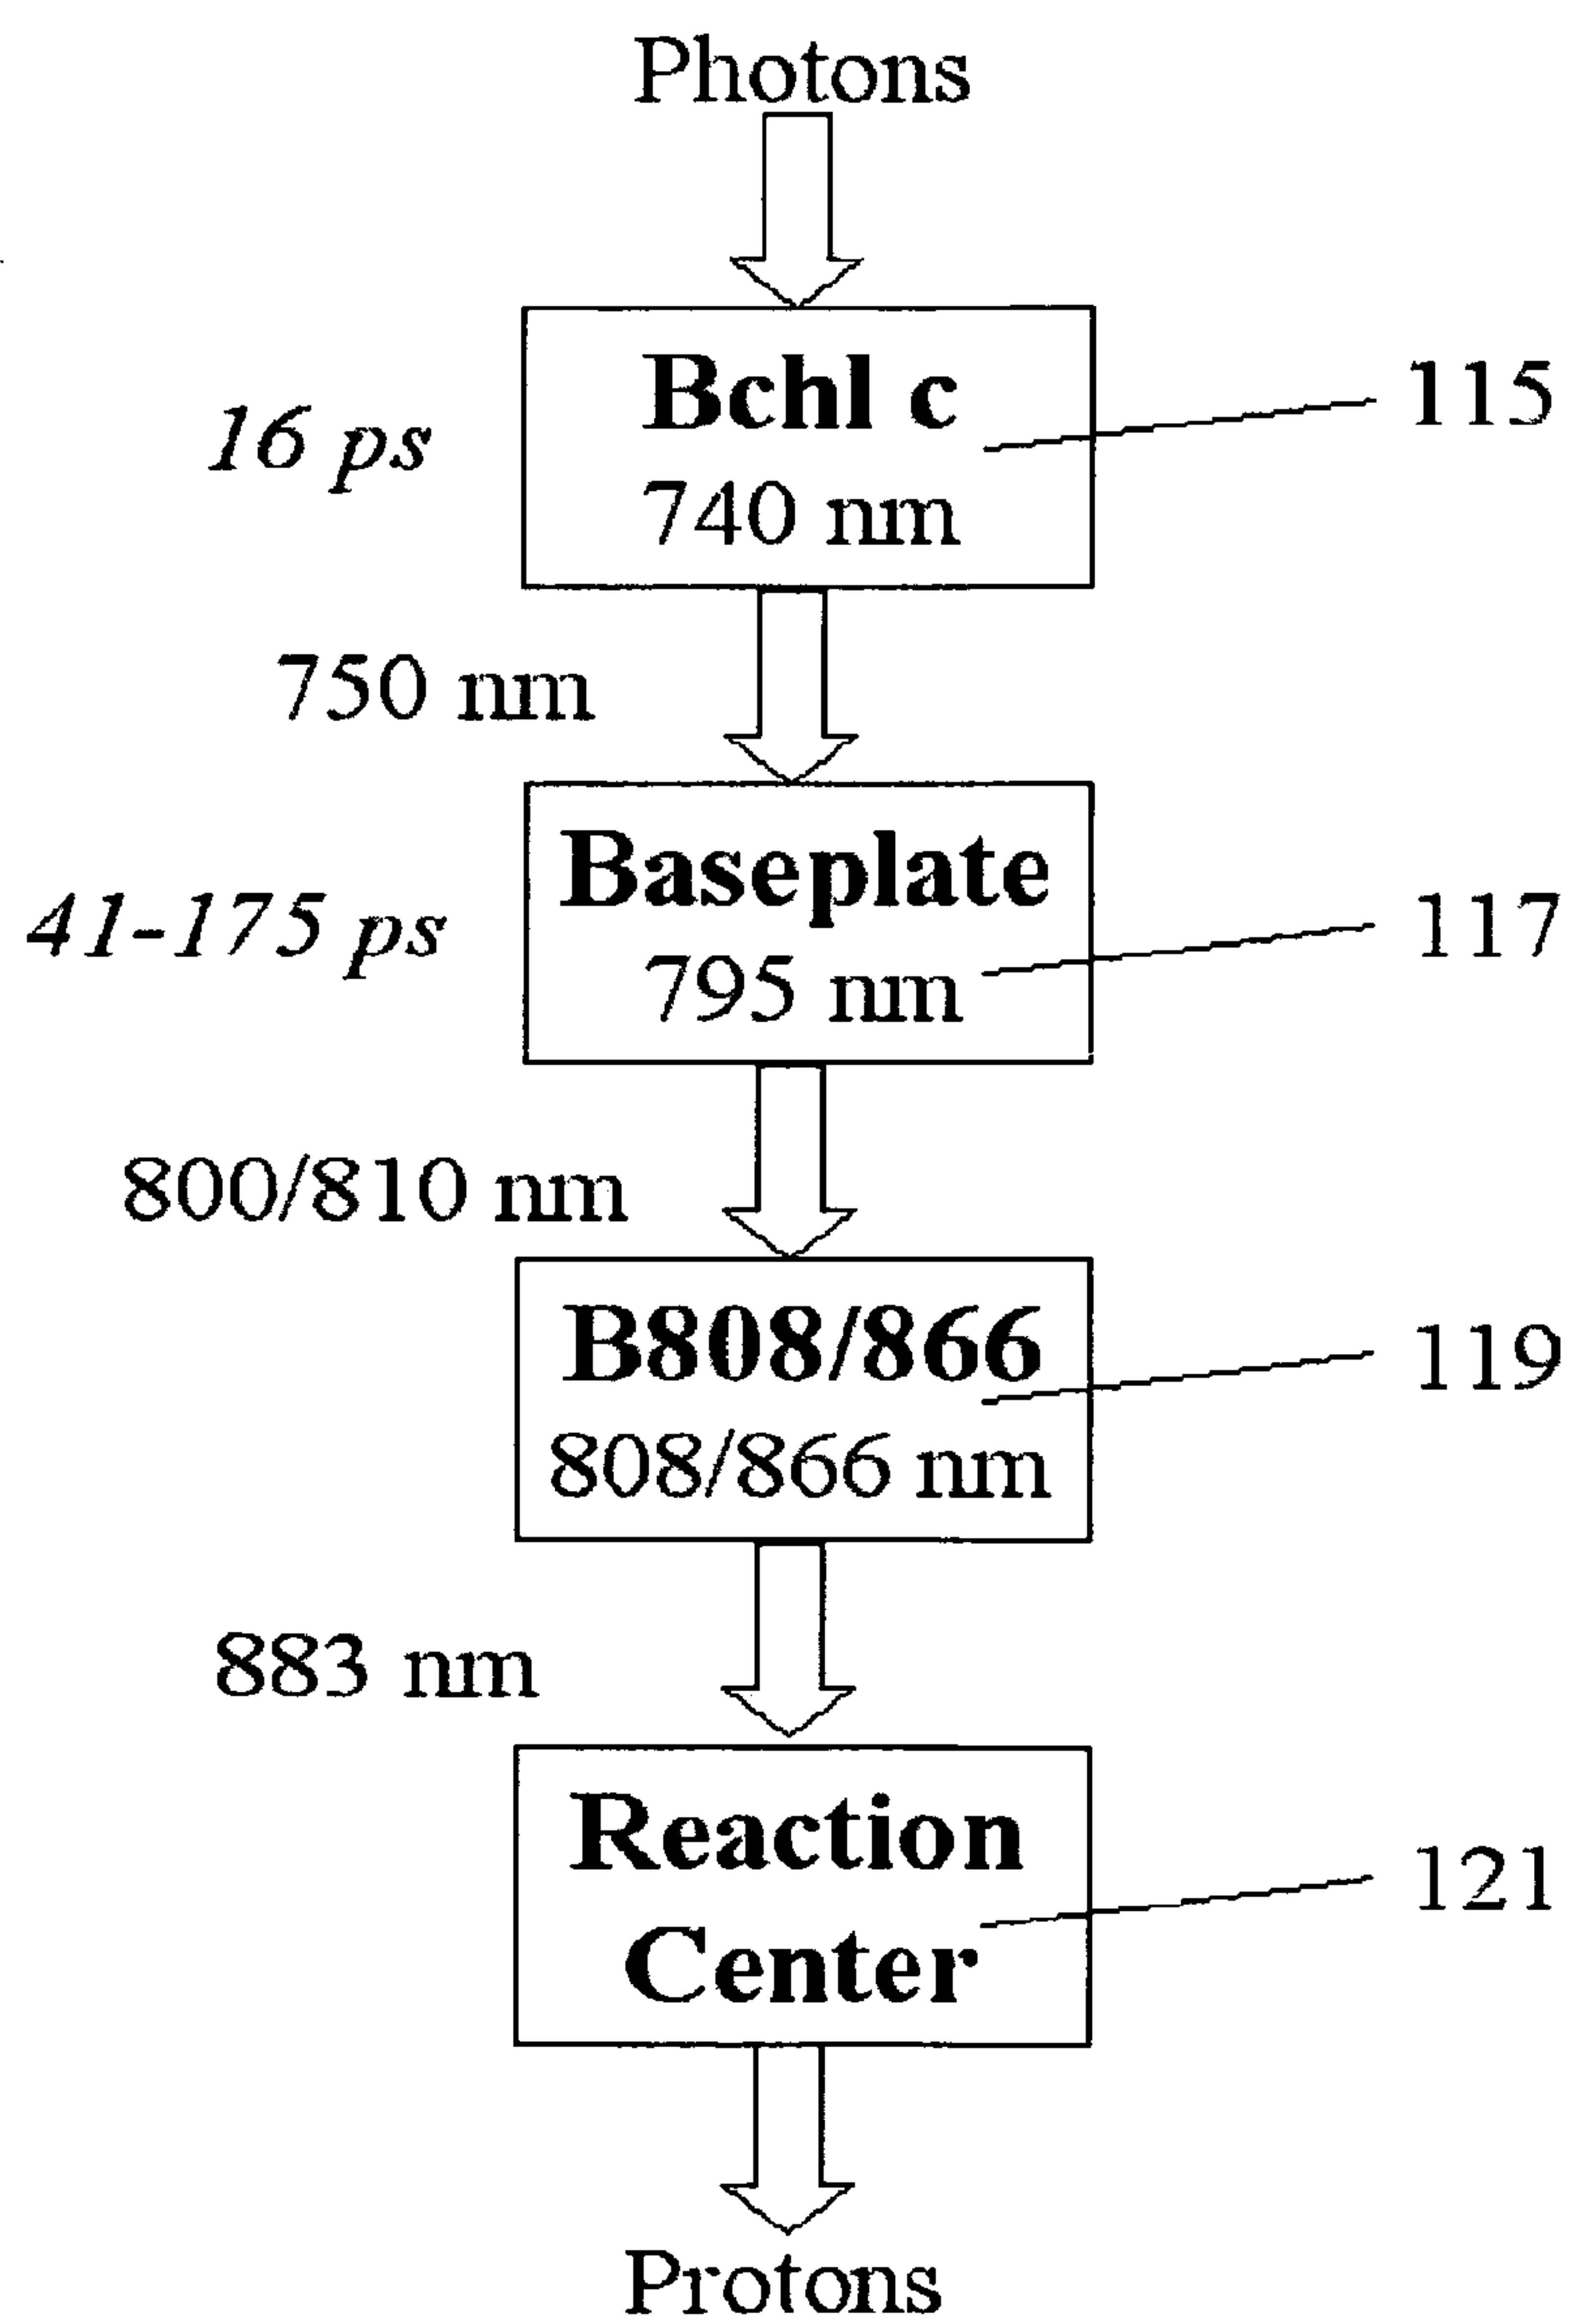 Photons
Bchl c
115
16 ps
740 nm
750 nm
Baseplate
117
41-175 ps
795 nm
800/810 nm
B808/866
119
808/866 nm
883 nm
Reaction
121
Center
Protons